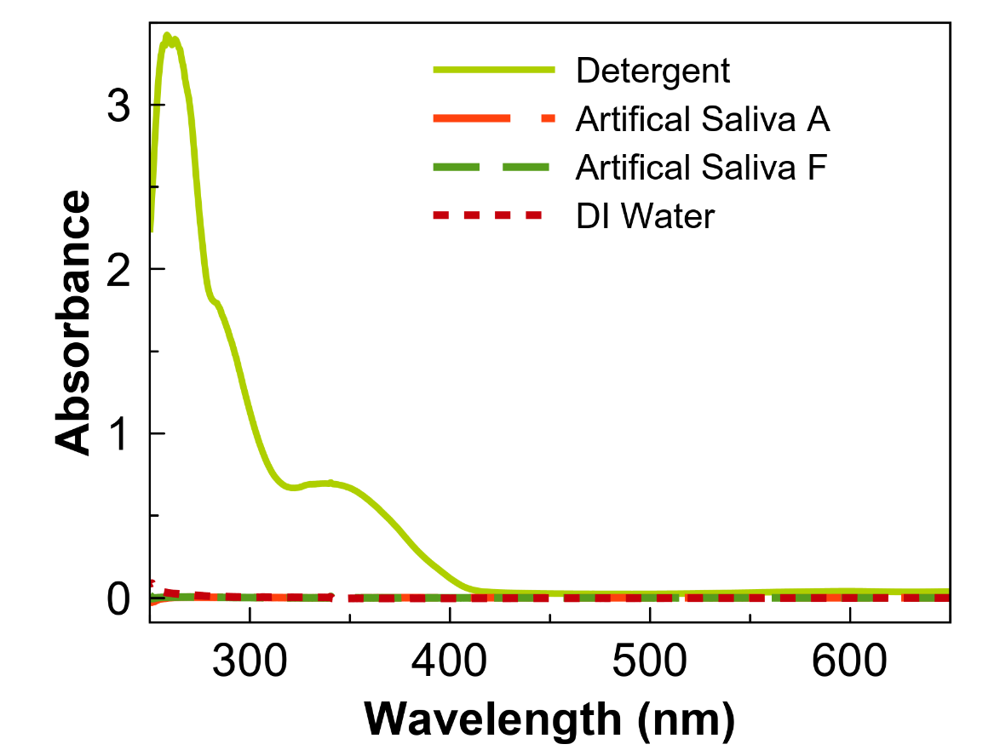 Detergent
Artifical Saliva A
Artifical Saliva F
DI Water
3
2
1
0
Absorbance
300 400 500 600
Wavelength (nm)